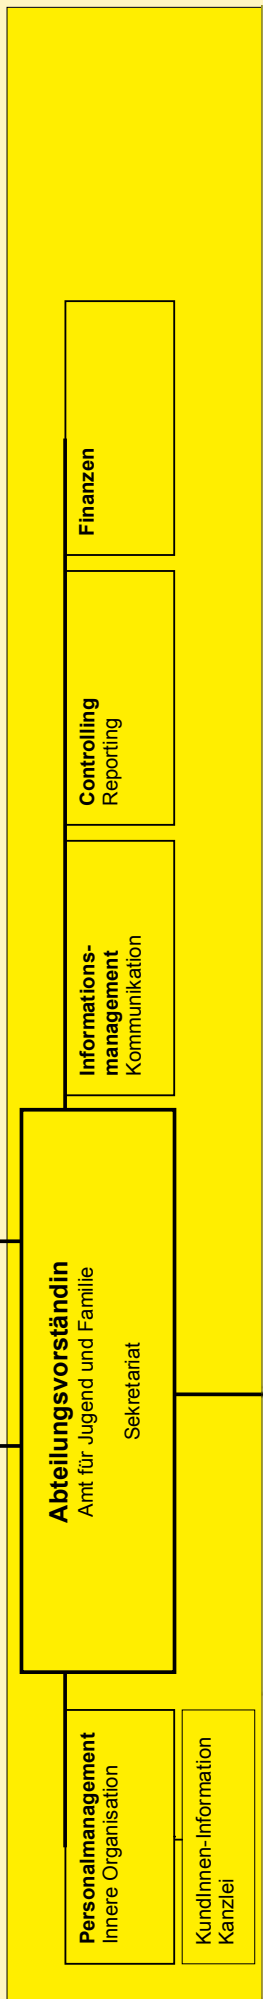 Personalmanagement
Innere Organisation
KundInnen-Information
Kanzlei
Abteilungsvorständin
Amt für Jugend und Familie
Sekretariat
Informations-
management
Kommunikation
Controlling
Reporting
Finanzen